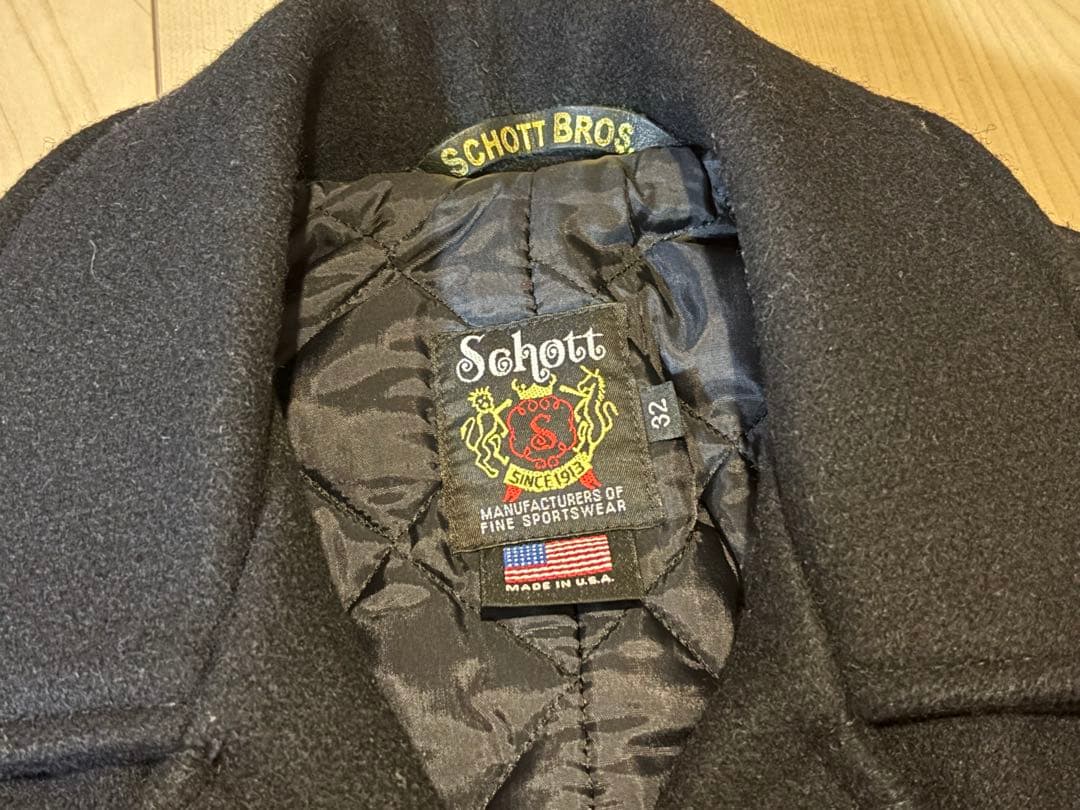 SCHOTT BROS.
Schott
32
S
SINCE 1913
MANUFACTURERS OF
FINE SPORTSWEAR
MADE IN U.S.A.